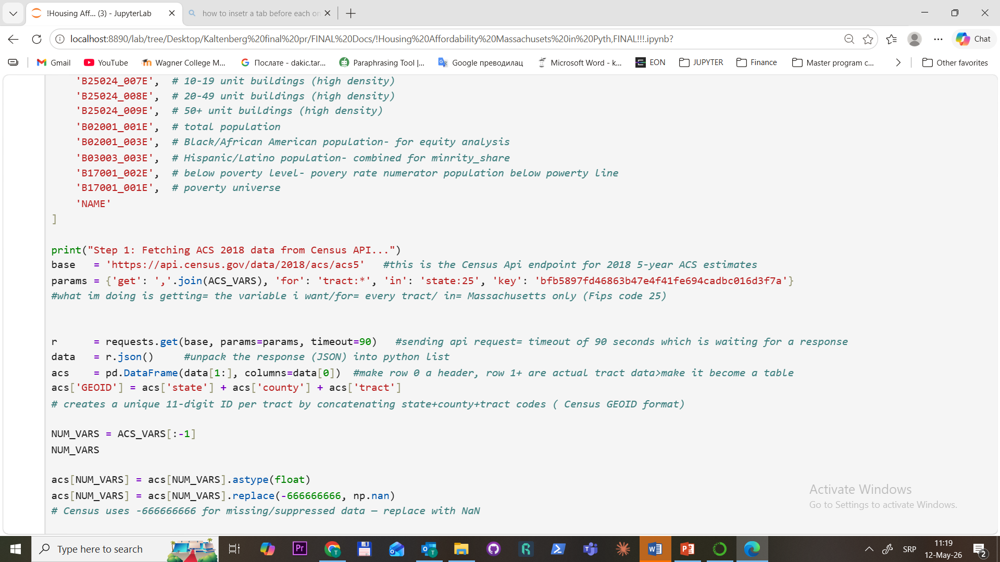 !Housing Aff... (3) - JupyterLab
how to insetr a tab before each on
localhost:8890/lab/tree/Desktop/Kaltenberg%20final%20pr/FINAL%20Docs/!Housing%20Affordability%20Massachusets%20in%20Pyth,FINAL!!!.ipynb?
Chat
Gmail
YouTube
Wagner College M...
Послате - dakic.tar...
Paraphrasing Tool |...
Google преводилац
Microsoft Word - k...
EON
JUPYTER
Finance
Master program c...
Other favorites
'B25024_007E',  # 10-19 unit buildings (high density)
'B25024_008E',  # 20-49 unit buildings (high density)
'B25024_009E',  # 50+ unit buildings (high density)
'B02001_001E',  # total population
'B02001_003E',  # Black/African American population- for equity analysis
'B03003_003E',  # Hispanic/Latino population- combined for minrity_share
'B17001_002E',  # below poverty level- povery rate numerator population below powerty line
'B17001_001E',  # poverty universe
'NAME'
]
print("Step 1: Fetching ACS 2018 data from Census API...")
base   = 'https://api.census.gov/data/2018/acs/acs5'   #this is the Census Api endpoint for 2018 5-year ACS estimates
params = {'get': ','.join(ACS_VARS), 'for': 'tract:*', 'in': 'state:25', 'key': 'bfb5897fd46863b47e4f41fe694cadbc016d3f7a'}
#what im doing is getting= the variable i want/for= every tract/ in= Massachusetts only (Fips code 25)
r      = requests.get(base, params=params, timeout=90)   #sending api request= timeout of 90 seconds which is waiting for a response
data   = r.json()     #unpack the response (JSON) into python list
acs    = pd.DataFrame(data[1:], columns=data[0])  #make row 0 a header, row 1+ are actual tract data>make it become a table
acs['GEOID'] = acs['state'] + acs['county'] + acs['tract']
# creates a unique 11-digit ID per tract by concatenating state+county+tract codes ( Census GEOID format)
NUM_VARS = ACS_VARS[:-1]
NUM_VARS
acs[NUM_VARS] = acs[NUM_VARS].astype(float)
acs[NUM_VARS] = acs[NUM_VARS].replace(-666666666, np.nan)
# Census uses -666666666 for missing/suppressed data — replace with NaN
Activate Windows
Go to Settings to activate Windows.
Type here to search
SRP
11:19
12-May-26
2